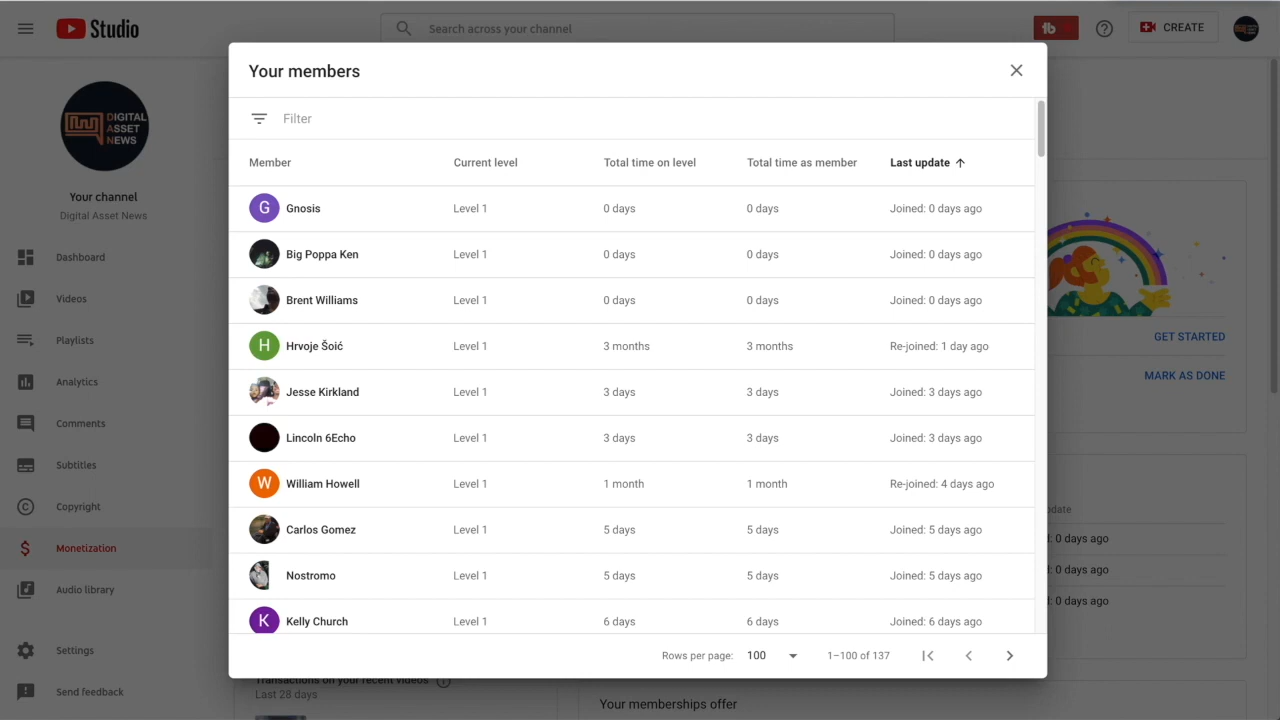 Studio
Search across your channel
CREATE
Your members
Filter
Member Current level Total time on level Total time as member Last update
G Gnosis Level 1 0 days 0 days Joined: 0 days ago
Big Poppa Ken Level 1 0 days 0 days Joined: 0 days ago
Brent Williams Level 1 0 days 0 days Joined: 0 days ago
H Hrvoje Šoić Level 1 3 months 3 months Re-joined: 1 day ago
Jesse Kirkland Level 1 3 days 3 days Joined: 3 days ago
Lincoln 6Echo Level 1 3 days 3 days Joined: 3 days ago
W William Howell Level 1 1 month 1 month Re-joined: 4 days ago
Carlos Gomez Level 1 5 days 5 days Joined: 5 days ago
Nostromo Level 1 5 days 5 days Joined: 5 days ago
K Kelly Church Level 1 6 days 6 days Joined: 6 days ago
Rows per page: 100 1–100 of 137
DIGITAL
ASSET
NEWS
Your channel
Digital Asset News
Dashboard
Videos
Playlists
Analytics
Comments
Subtitles
Copyright
Monetization
Audio library
Settings
Send feedback
GET STARTED
MARK AS DONE
0 days ago
0 days ago
0 days ago
Transactions on your recent videos
Last 28 days
Your memberships offer